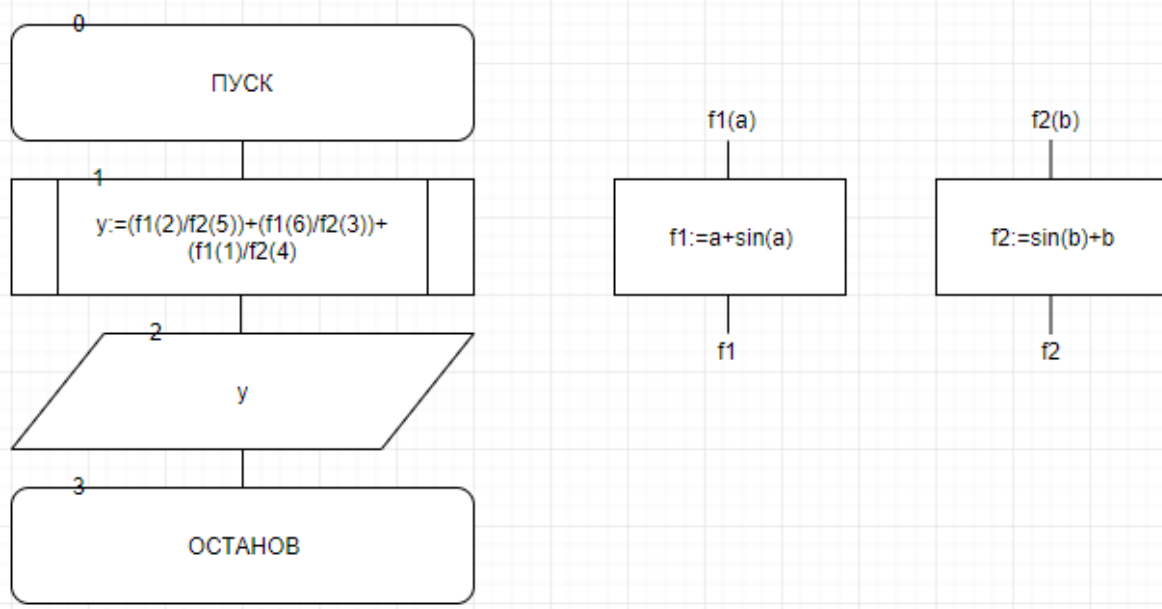 0
ПУСК
1
y:=(f1(2)/f2(5))+(f1(6)/f2(3))+
(f1(1)/f2(4)
2
y
3
ОСТАНОВ
f1(a)
f1:=a+sin(a)
f1
f2(b)
f2:=sin(b)+b
f2